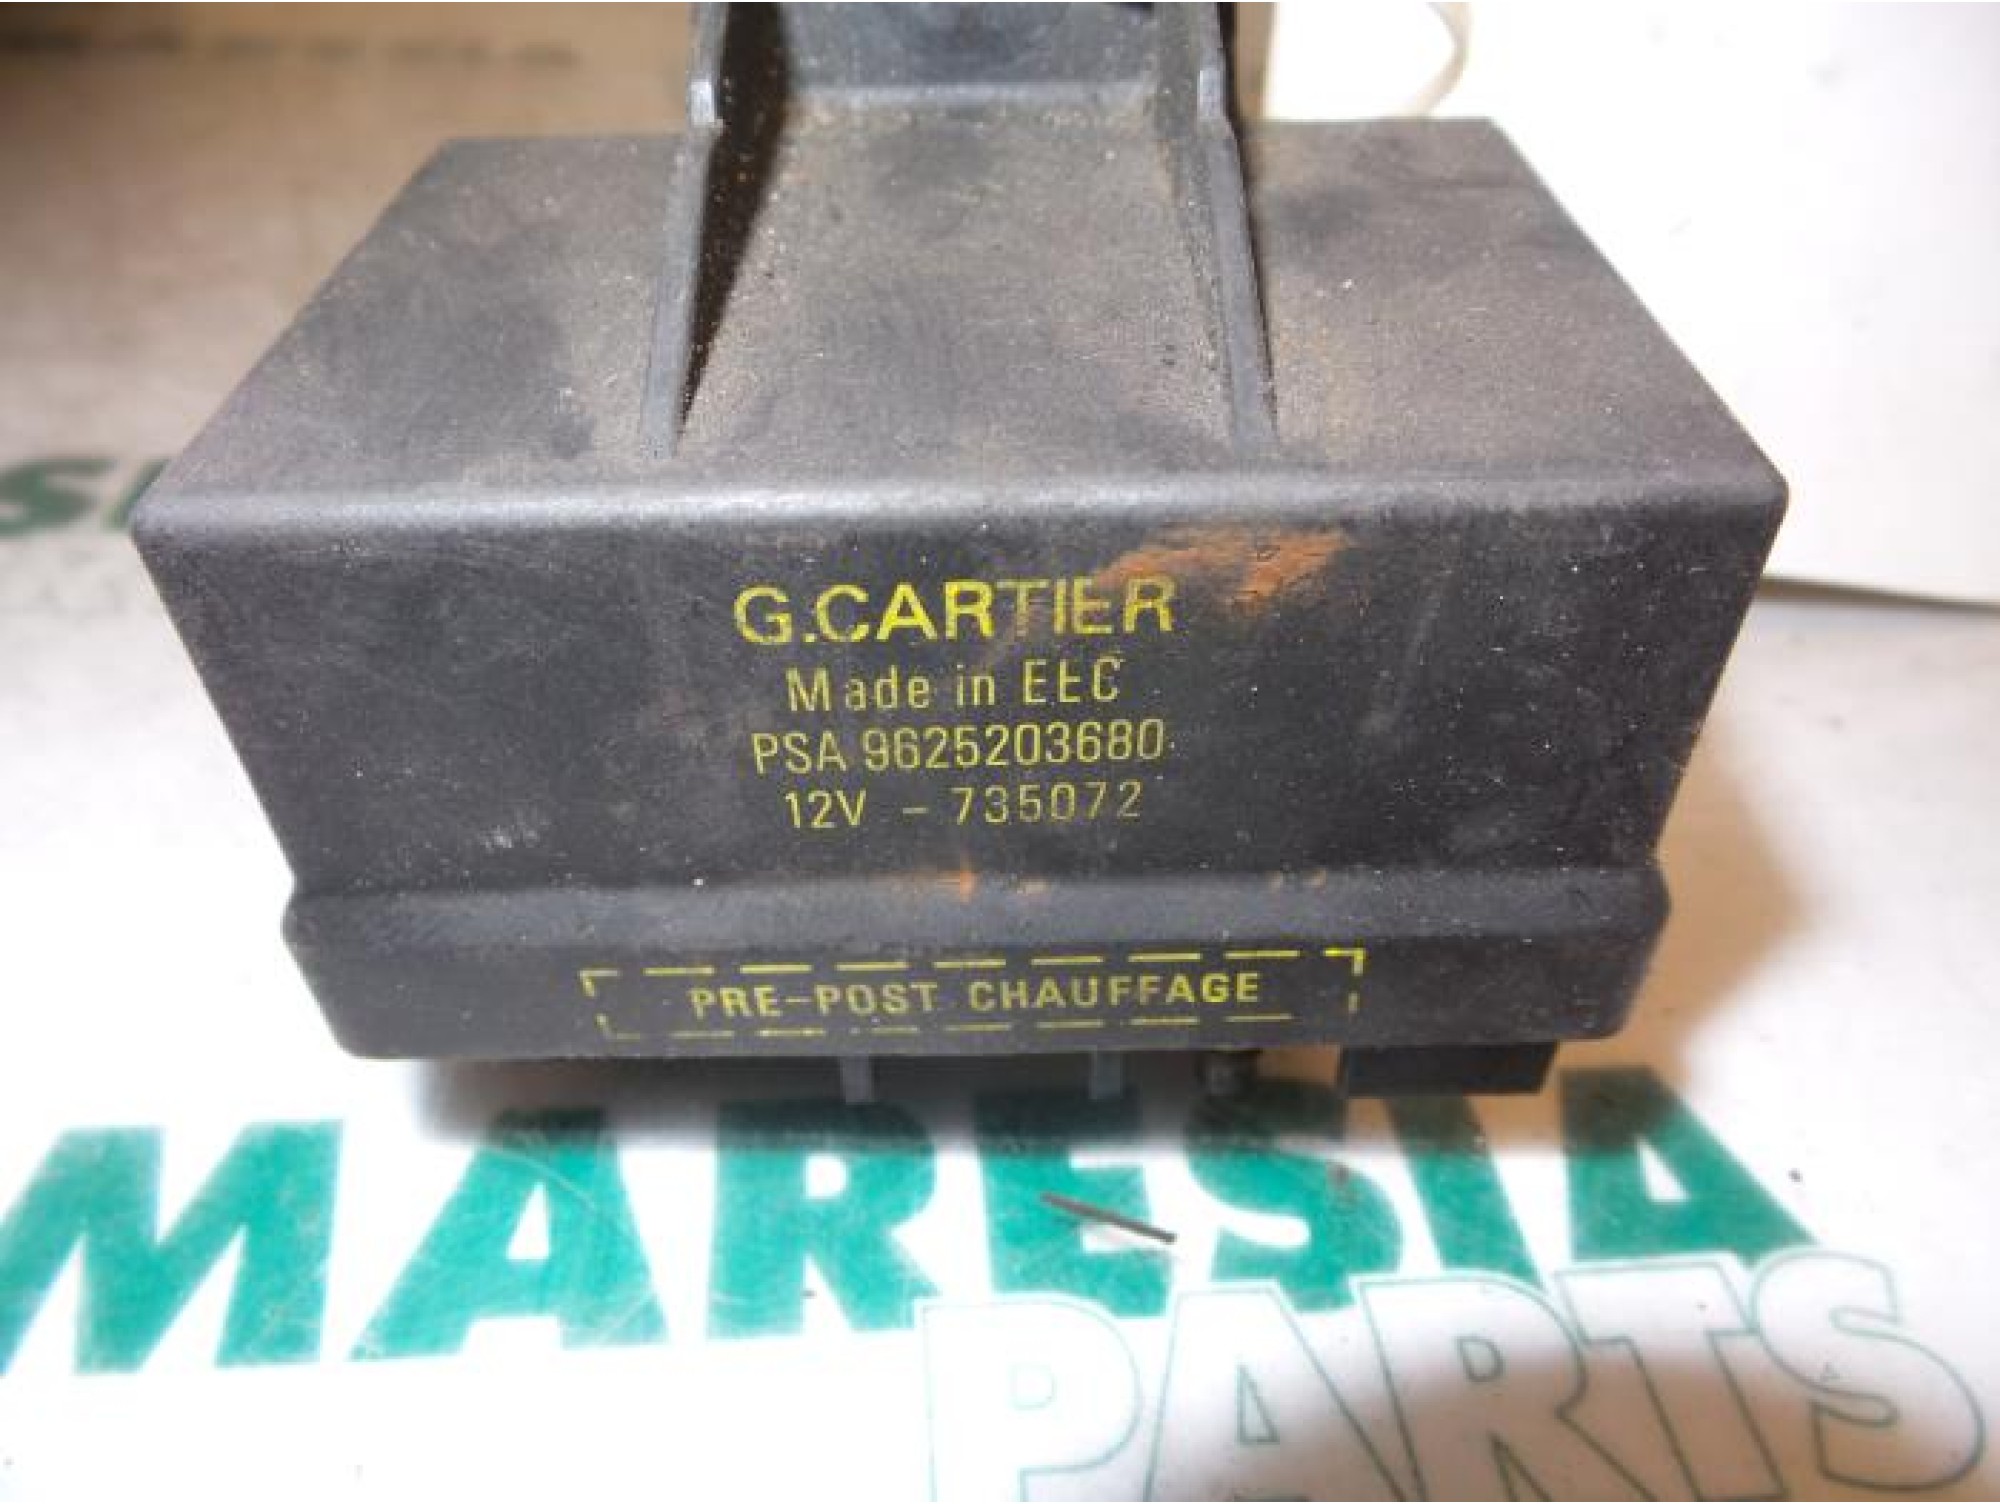 G.CARTIER
Made in EEC
PSA 9625203680
12V - 735072
PRE-POST CHAUFFAGE
MARESIA
PARTS